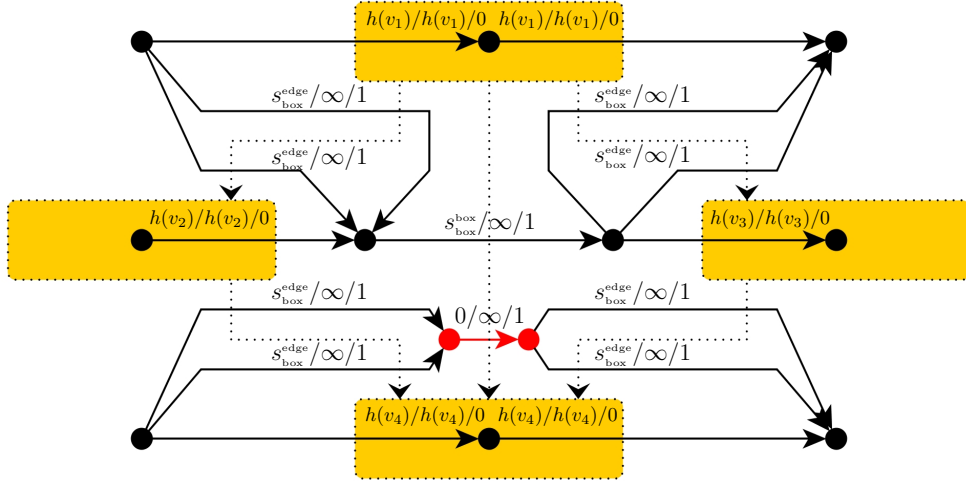 h(v₁)/h(v₁)/0 h(v₁)/h(v₁)/0
s_box^edge/∞/1 s_box^edge/∞/1
s_box^edge/∞/1 s_box^edge/∞/1
h(v₂)/h(v₂)/0 s^box/∞/1 h(v₃)/h(v₃)/0
s_box^edge/∞/1 0/∞/1 s_box^edge/∞/1
s_box^edge/∞/1 s_box^edge/∞/1
h(v₄)/h(v₄)/0 h(v₄)/h(v₄)/0